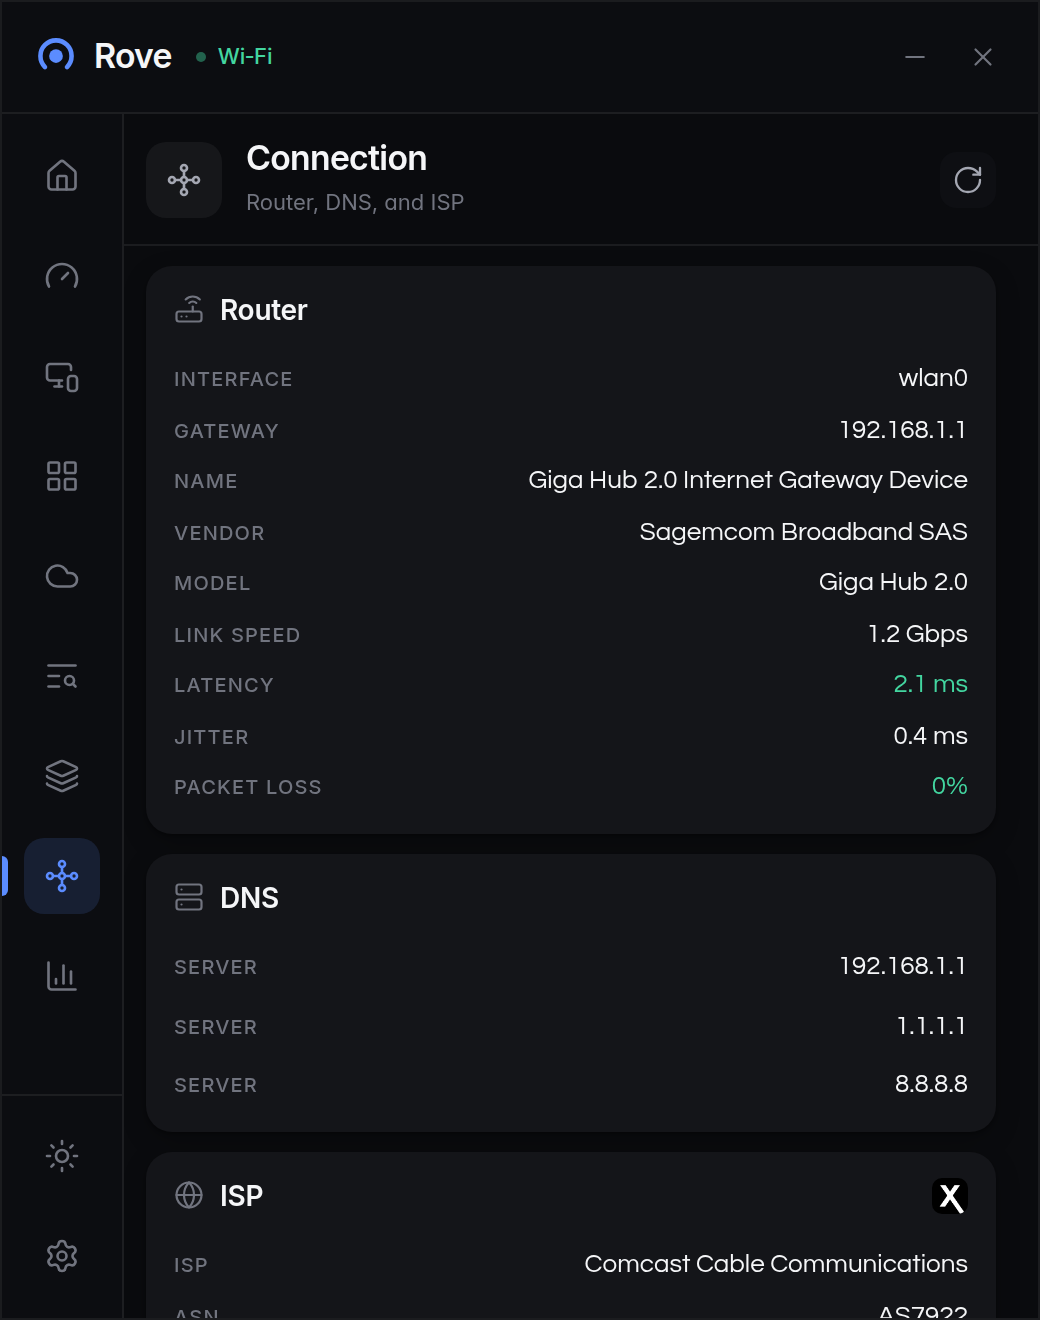 Rove
Wi-Fi
Connection
Router, DNS, and ISP
Router
INTERFACE wlan0
GATEWAY 192.168.1.1
NAME Giga Hub 2.0 Internet Gateway Device
VENDOR Sagemcom Broadband SAS
MODEL Giga Hub 2.0
LINK SPEED 1.2 Gbps
LATENCY 2.1 ms
JITTER 0.4 ms
PACKET LOSS 0%
DNS
SERVER 192.168.1.1
SERVER 1.1.1.1
SERVER 8.8.8.8
ISP X
ISP Comcast Cable Communications
ASN AS7922